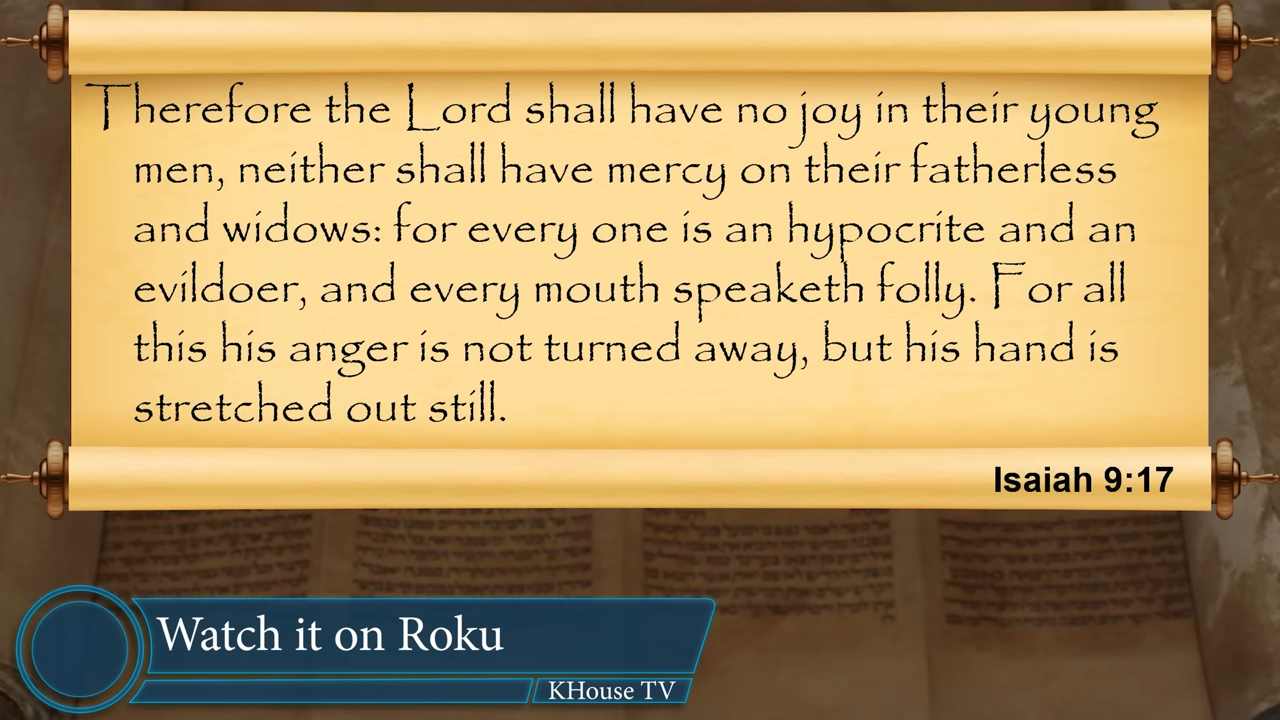 Therefore the Lord shall have no joy in their young
men, neither shall have mercy on their fatherless
and widows: for every one is an hypocrite and an
evildoer, and every mouth speaketh folly. For all
this his anger is not turned away, but his hand is
stretched out still.
Isaiah 9:17
Watch it on Roku
KHouse TV